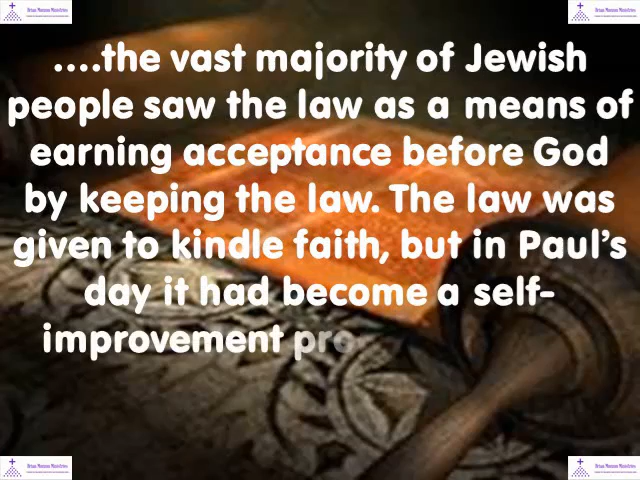 ....the vast majority of Jewish
people saw the law as a means of
earning acceptance before God
by keeping the law. The law was
given to kindle faith, but in Paul’s
day it had become a self-
improvement pro